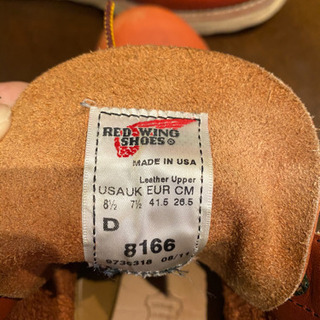 RED WING
SHOES®
MADE IN USA
Leather Upper
USA UK EUR CM
8½ 7½ 41.5 26.5
D
8166